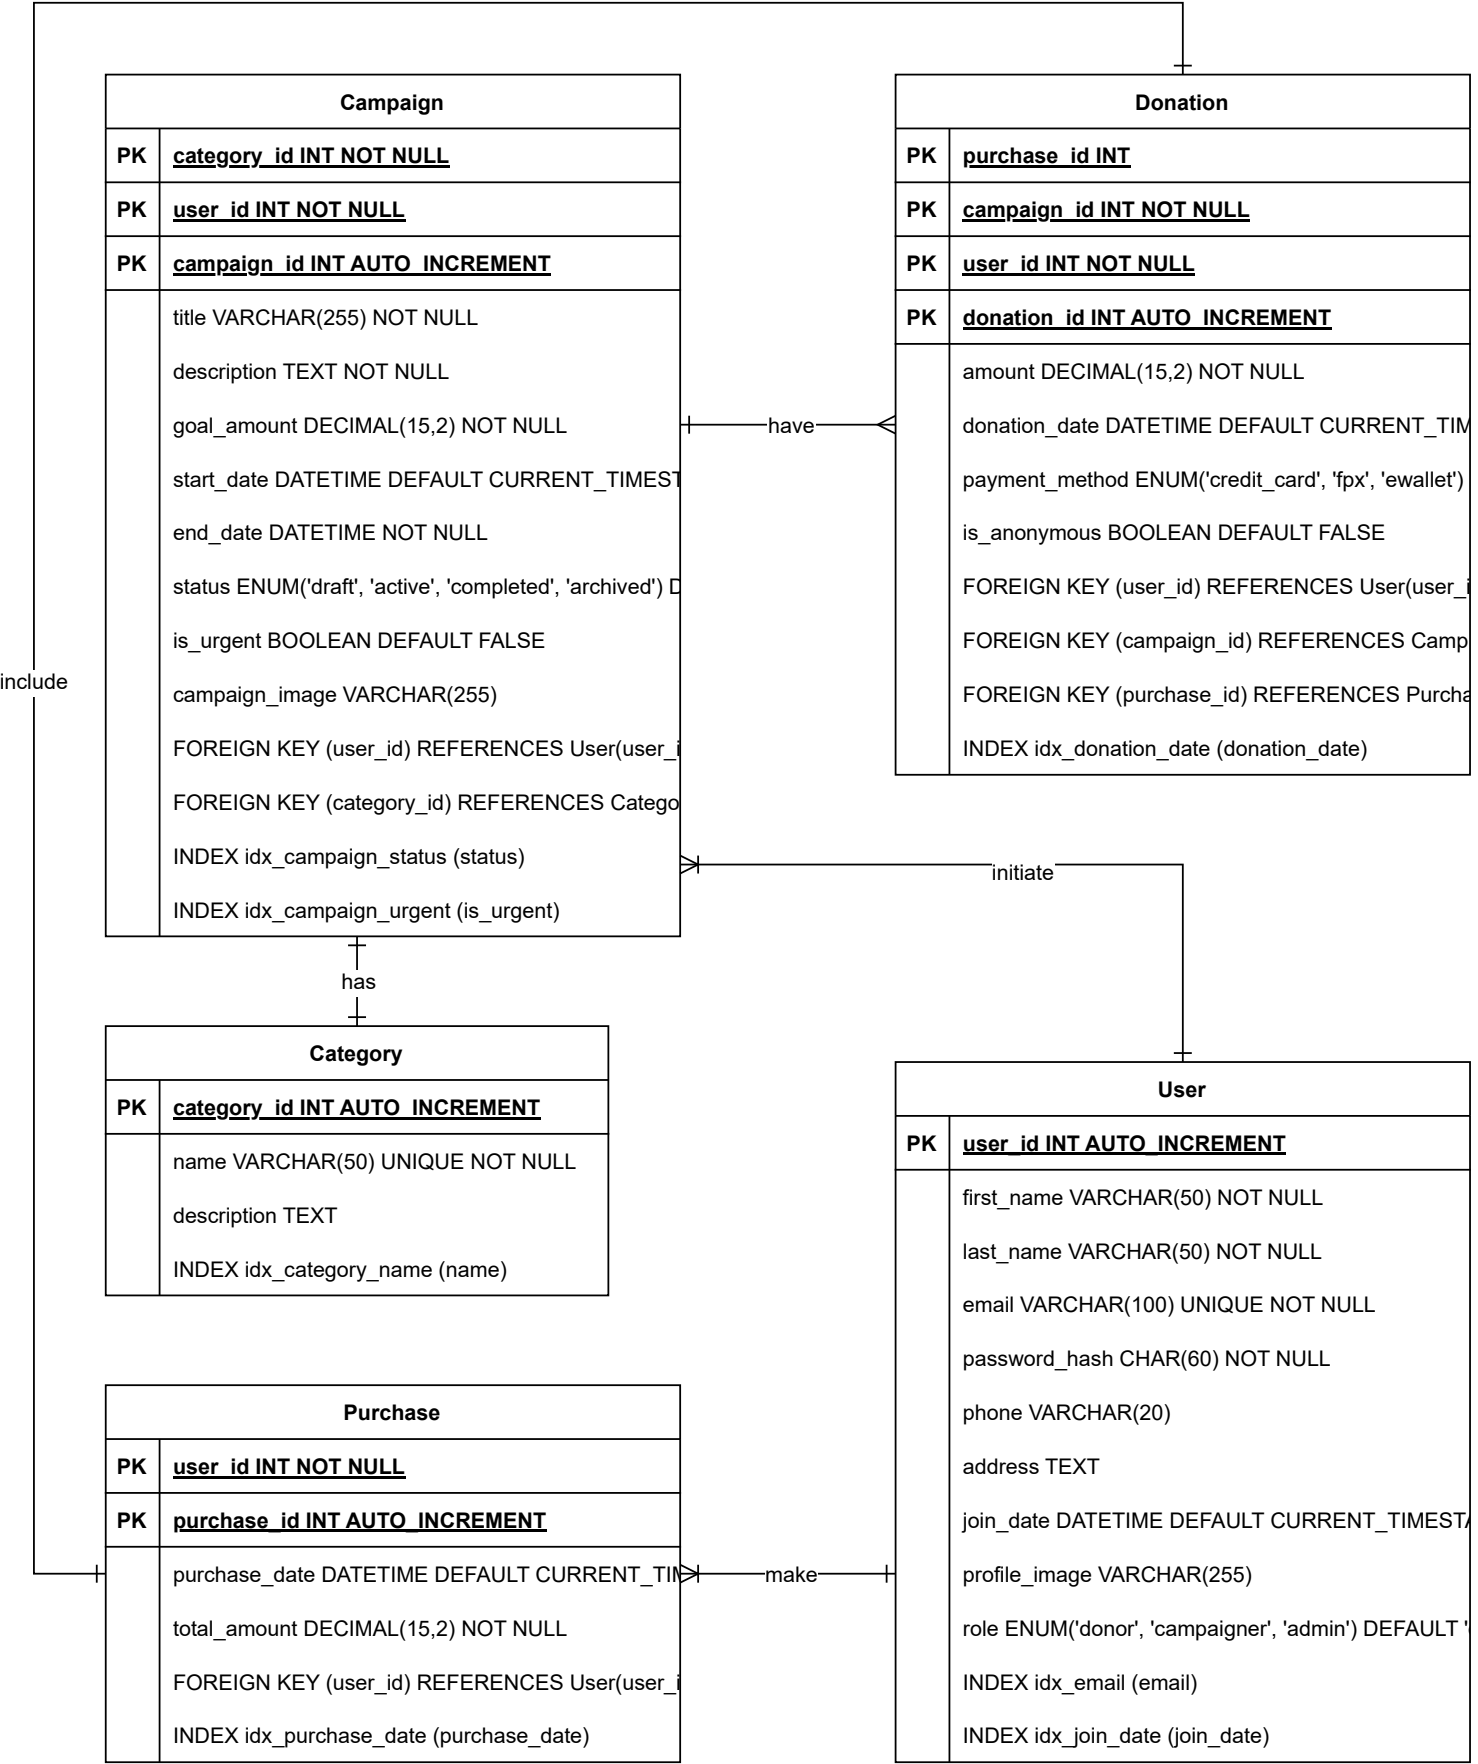 Campaign
PK category_id INT NOT NULL
PK user_id INT NOT NULL
PK campaign_id INT AUTO_INCREMENT
title VARCHAR(255) NOT NULL
description TEXT NOT NULL
goal_amount DECIMAL(15,2) NOT NULL
start_date DATETIME DEFAULT CURRENT_TIMEST
end_date DATETIME NOT NULL
status ENUM('draft', 'active', 'completed', 'archived') D
is_urgent BOOLEAN DEFAULT FALSE
campaign_image VARCHAR(255)
FOREIGN KEY (user_id) REFERENCES User(user_i
FOREIGN KEY (category_id) REFERENCES Catego
INDEX idx_campaign_status (status)
INDEX idx_campaign_urgent (is_urgent)
have
Donation
PK purchase_id INT
PK campaign_id INT NOT NULL
PK user_id INT NOT NULL
PK donation_id INT AUTO_INCREMENT
amount DECIMAL(15,2) NOT NULL
donation_date DATETIME DEFAULT CURRENT_TIM
payment_method ENUM('credit_card', 'fpx', 'ewallet')
is_anonymous BOOLEAN DEFAULT FALSE
FOREIGN KEY (user_id) REFERENCES User(user_i
FOREIGN KEY (campaign_id) REFERENCES Camp
FOREIGN KEY (purchase_id) REFERENCES Purcha
INDEX idx_donation_date (donation_date)
include
initiate
has
Category
PK category_id INT AUTO_INCREMENT
name VARCHAR(50) UNIQUE NOT NULL
description TEXT
INDEX idx_category_name (name)
User
PK user_id INT AUTO_INCREMENT
first_name VARCHAR(50) NOT NULL
last_name VARCHAR(50) NOT NULL
email VARCHAR(100) UNIQUE NOT NULL
password_hash CHAR(60) NOT NULL
phone VARCHAR(20)
address TEXT
join_date DATETIME DEFAULT CURRENT_TIMESTA
profile_image VARCHAR(255)
role ENUM('donor', 'campaigner', 'admin') DEFAULT '
INDEX idx_email (email)
INDEX idx_join_date (join_date)
Purchase
PK user_id INT NOT NULL
PK purchase_id INT AUTO_INCREMENT
purchase_date DATETIME DEFAULT CURRENT_TIM
total_amount DECIMAL(15,2) NOT NULL
FOREIGN KEY (user_id) REFERENCES User(user_i
INDEX idx_purchase_date (purchase_date)
make